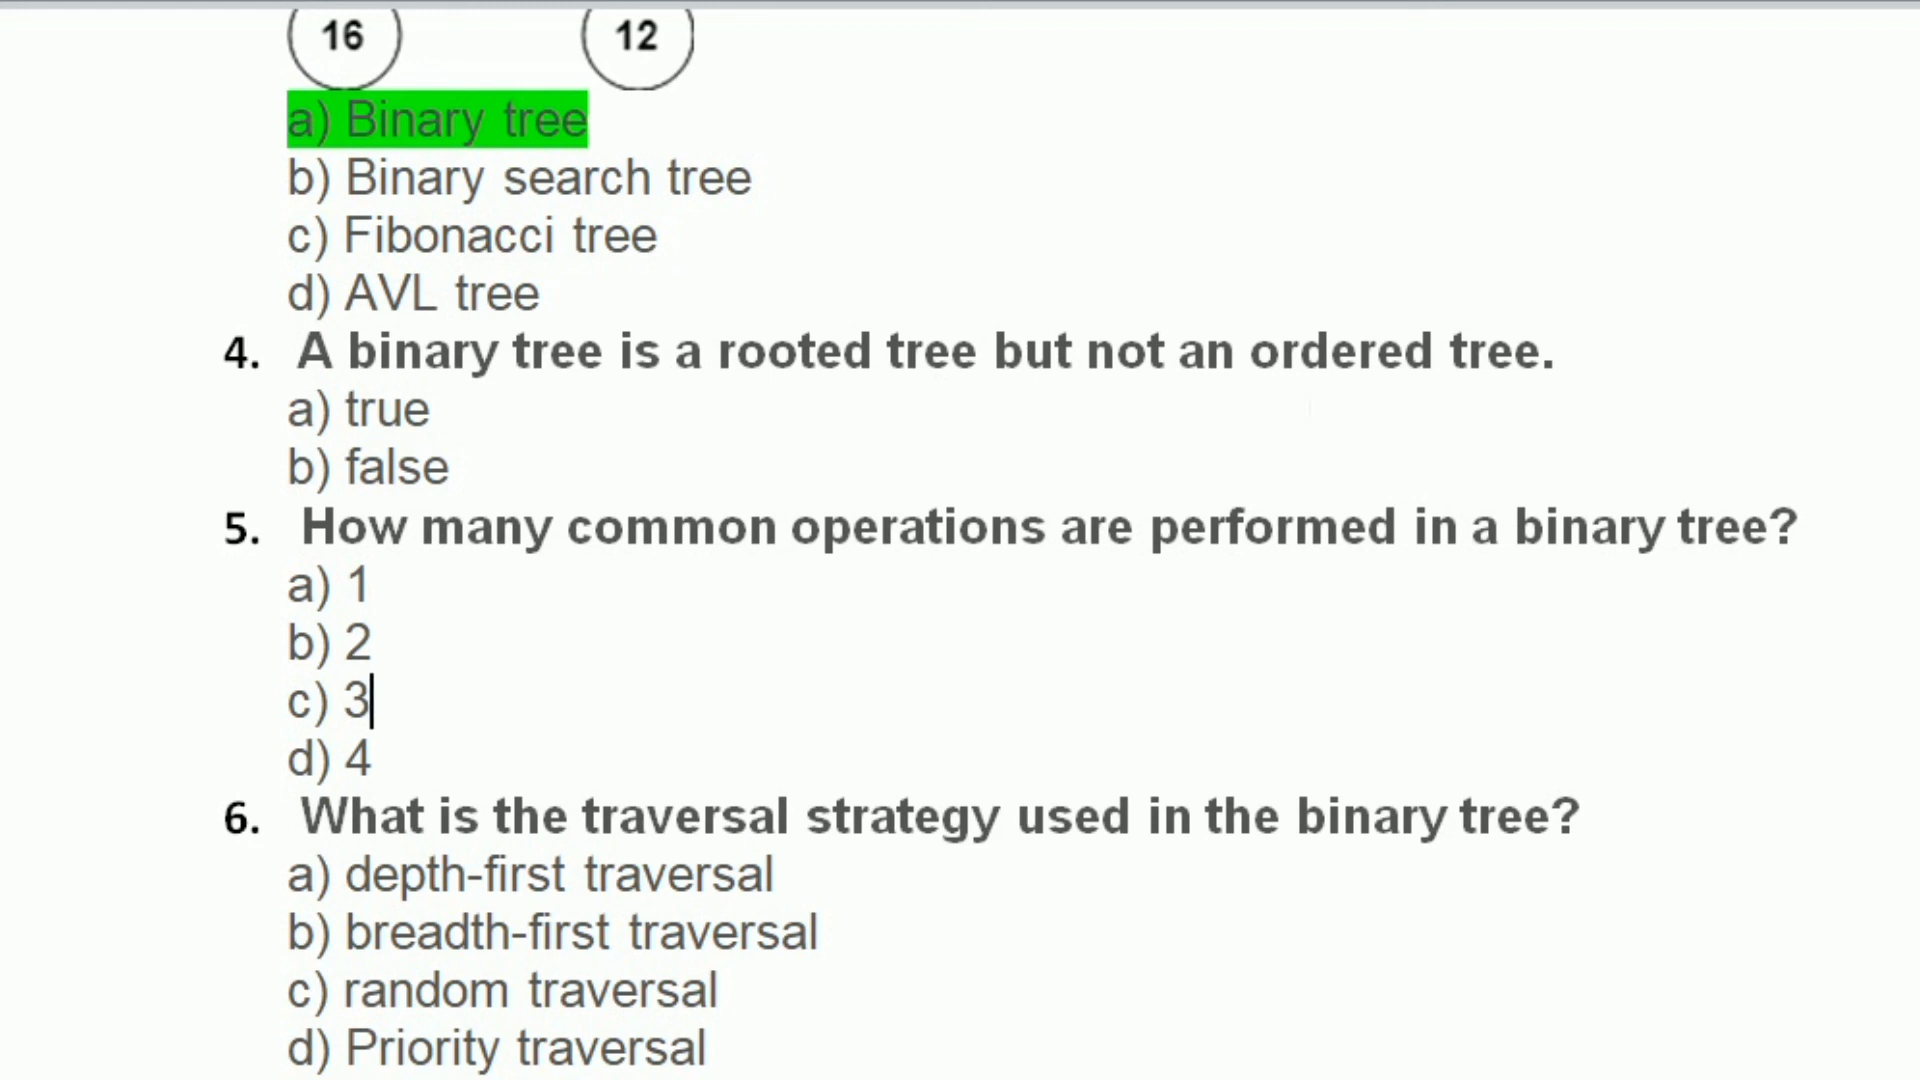 16 12
a) Binary tree
b) Binary search tree
c) Fibonacci tree
d) AVL tree
4. A binary tree is a rooted tree but not an ordered tree.
a) true
b) false
5. How many common operations are performed in a binary tree?
a) 1
b) 2
c) 3
d) 4
6. What is the traversal strategy used in the binary tree?
a) depth-first traversal
b) breadth-first traversal
c) random traversal
d) Priority traversal